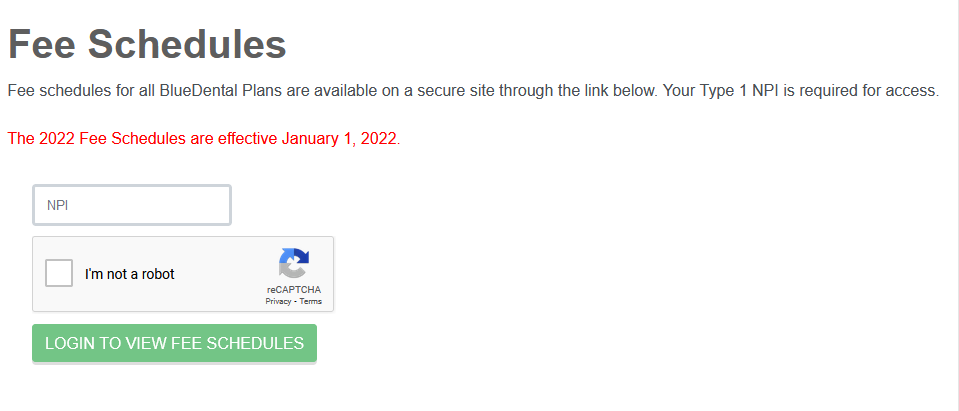 Fee Schedules
Fee schedules for all BlueDental Plans are available on a secure site through the link below. Your Type 1 NPI is required for access.
The 2022 Fee Schedules are effective January 1, 2022.
NPI
I'm not a robot
reCAPTCHA
Privacy - Terms
LOGIN TO VIEW FEE SCHEDULES